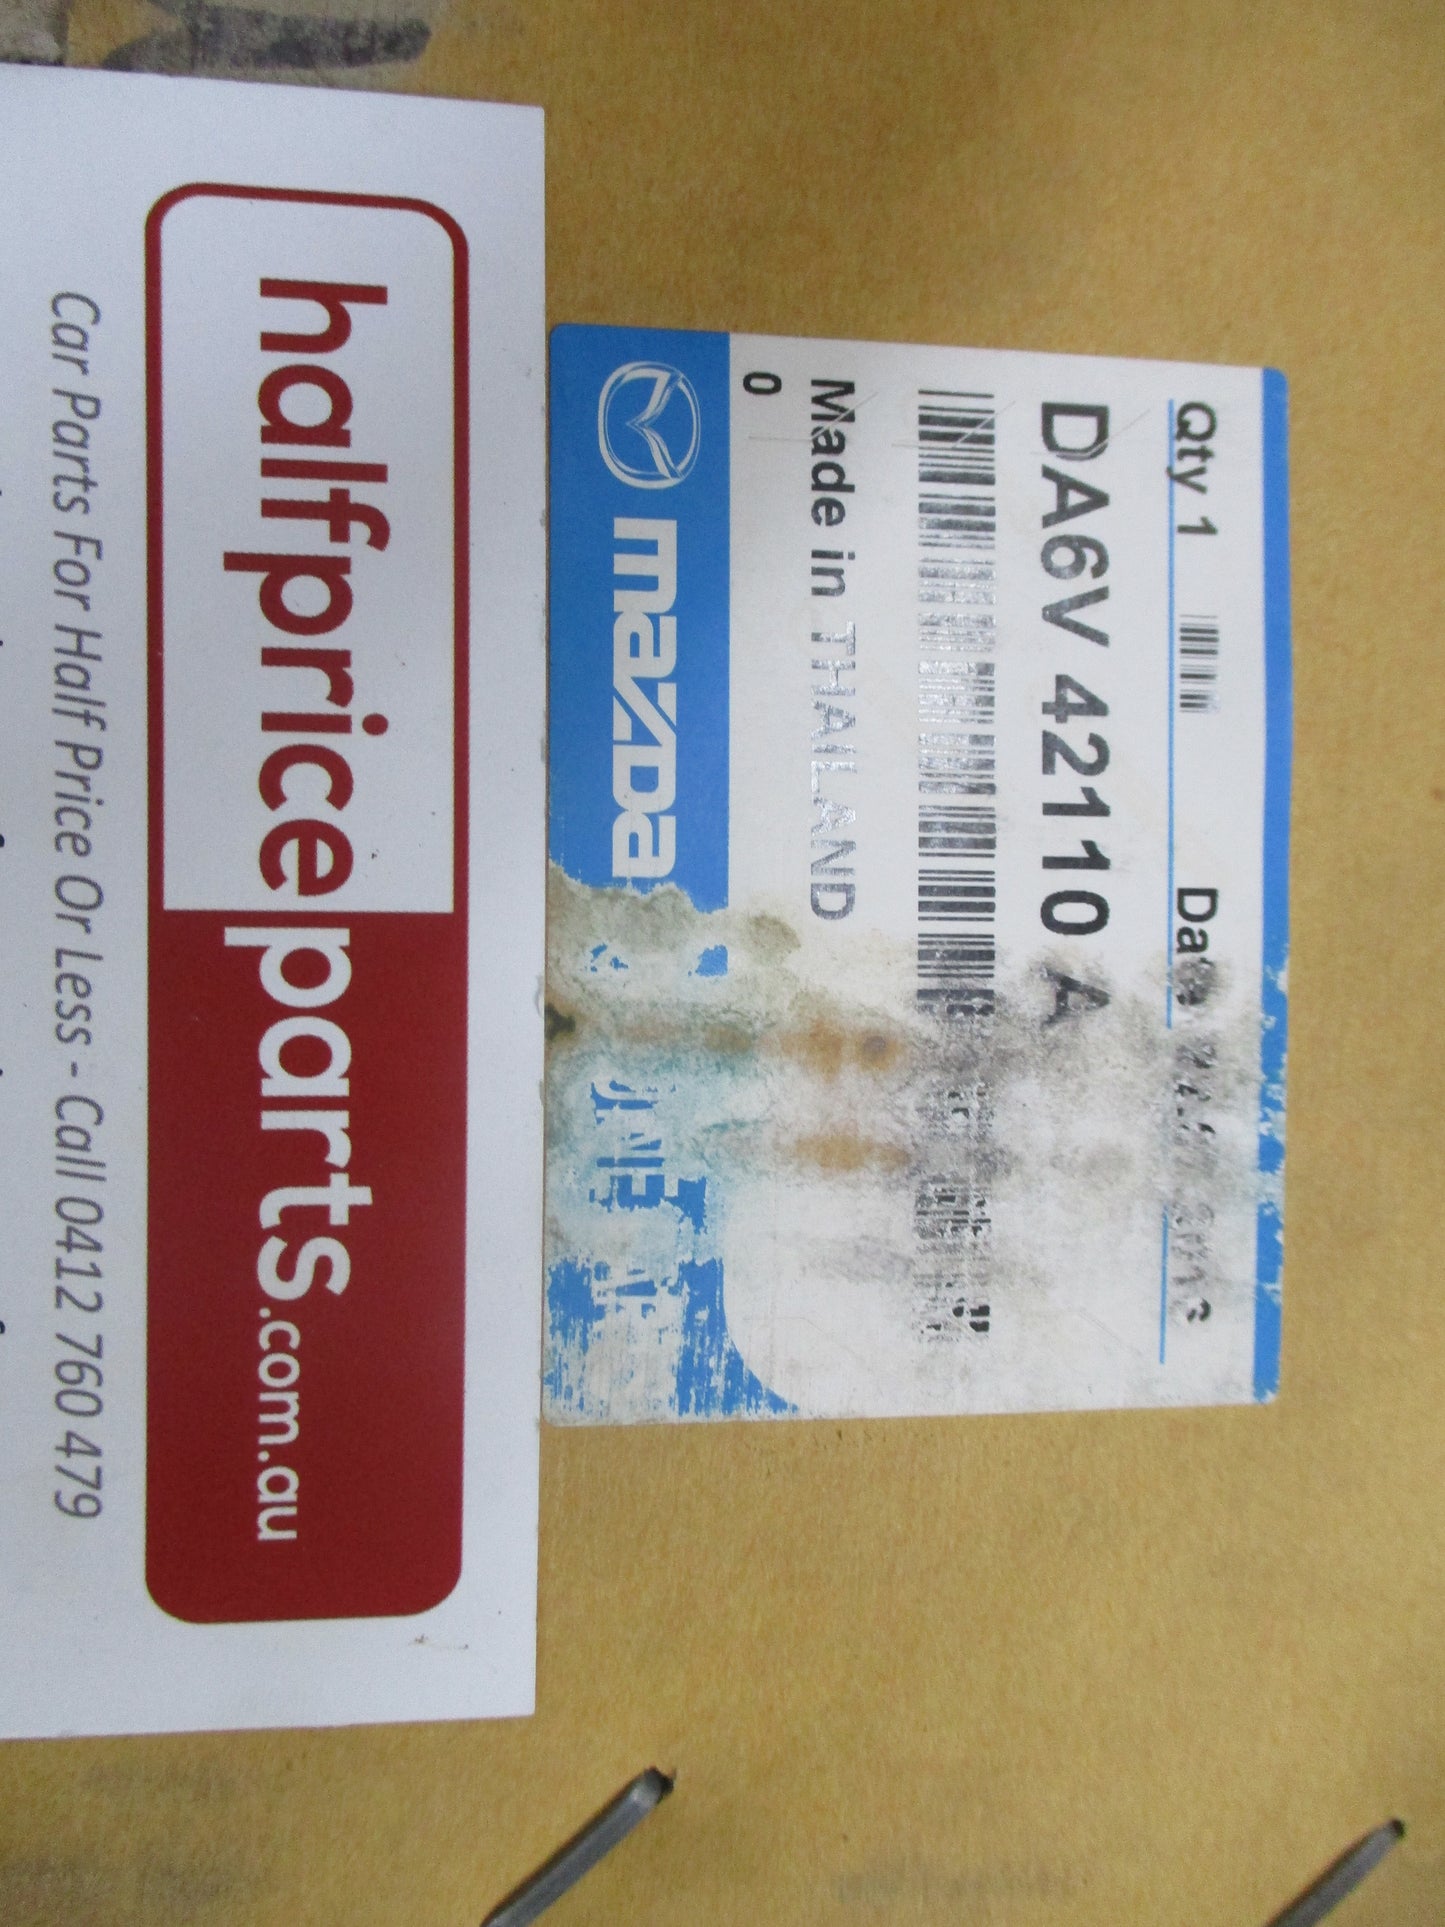 Qty 1
Date
DA6V 42110 A
Made in THAILAND
0
mazda
halfpriceparts.com.au
Car Parts For Half Price Or Less - Call 0412 760 479